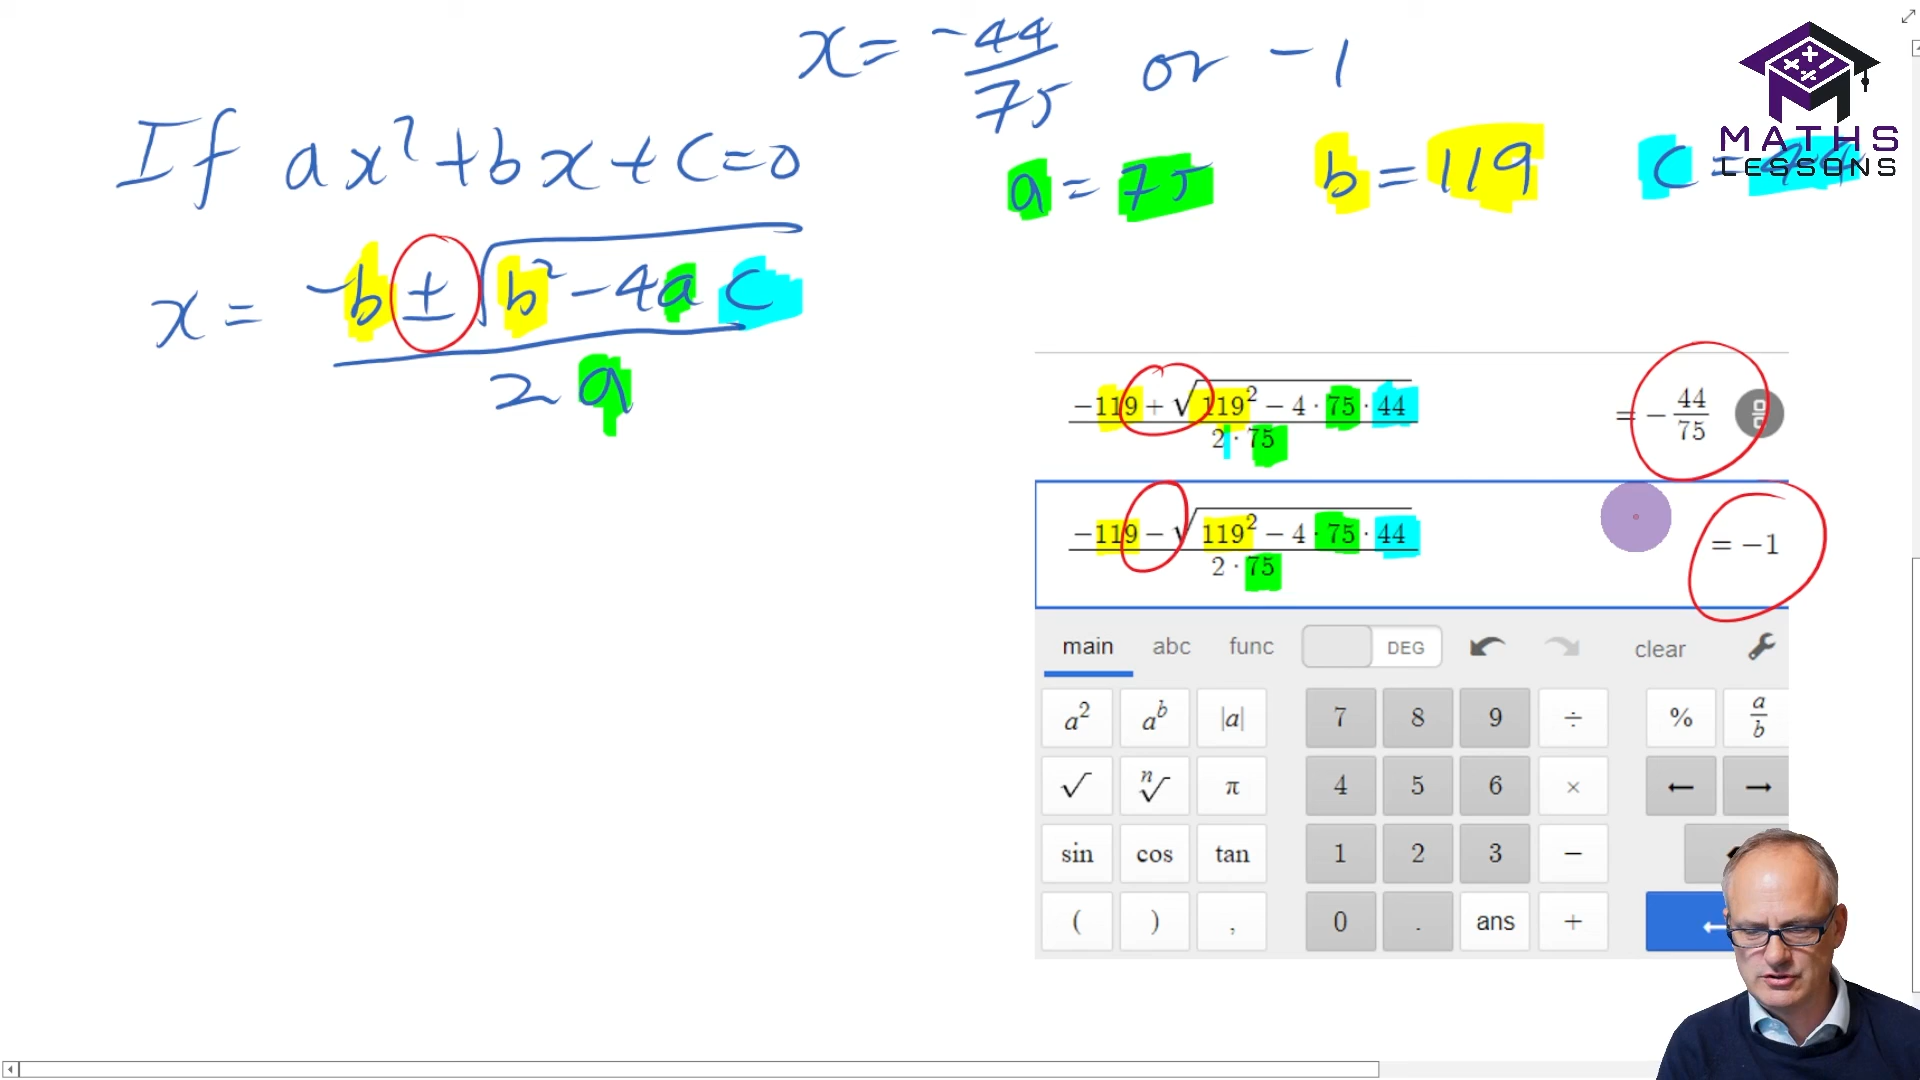 x = -44/75 or -1
MATHS
LESSONS
If ax²+bx+c=0
a = 75 b = 119 c = 44
x = -b ± √b² - 4ac / 2a
-119 + √119² - 4 · 75 · 44 / 2 · 75 = - 44/75
-119 - √119² - 4 · 75 · 44 / 2 · 75 = -1
main abc func DEG clear
a² aᵇ |a| 7 8 9 ÷ % a/b
√ ⁿ√ π 4 5 6 × ← →
sin cos tan 1 2 3 −
( ) , 0 . ans +